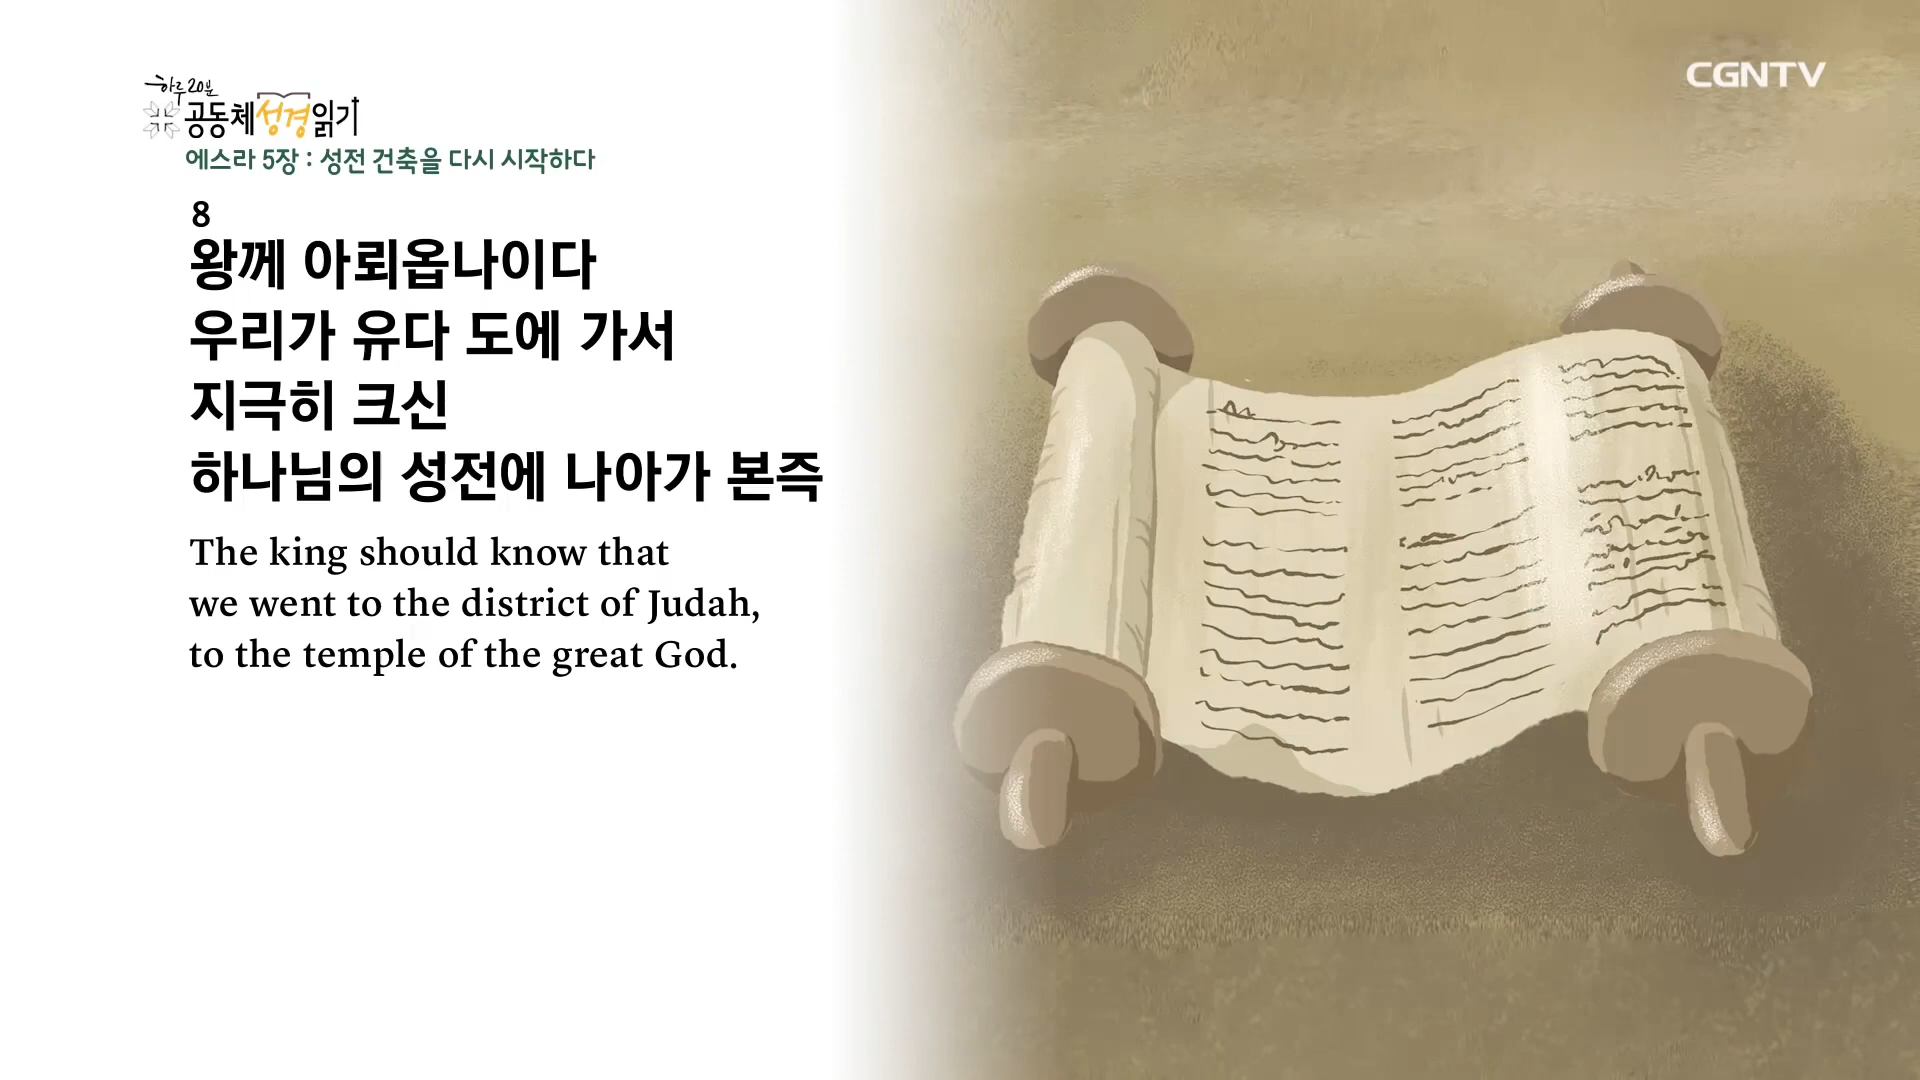 하루 20분
공동체성경읽기
CGNTV
에스라 5장 : 성전 건축을 다시 시작하다
8
왕께 아뢰옵나이다
우리가 유다 도에 가서
지극히 크신
하나님의 성전에 나아가 본즉
The king should know that
we went to the district of Judah,
to the temple of the great God.